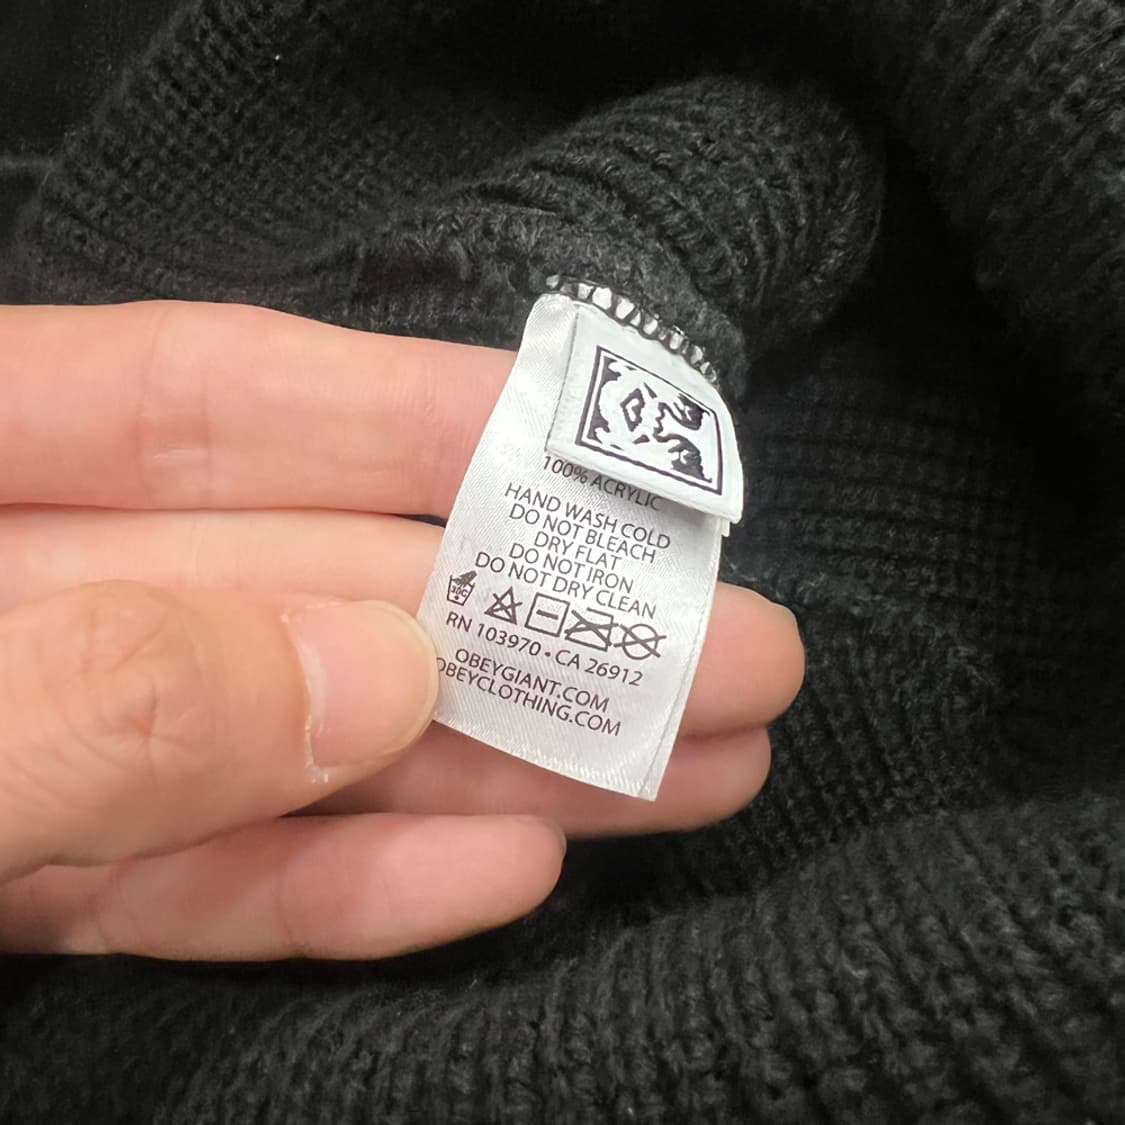 100% ACRYLIC
HAND WASH COLD
DO NOT BLEACH
DRY FLAT
DO NOT IRON
DO NOT DRY CLEAN
30C
RN 103970 • CA 26912
OBEYGIANT.COM
OBEYCLOTHING.COM